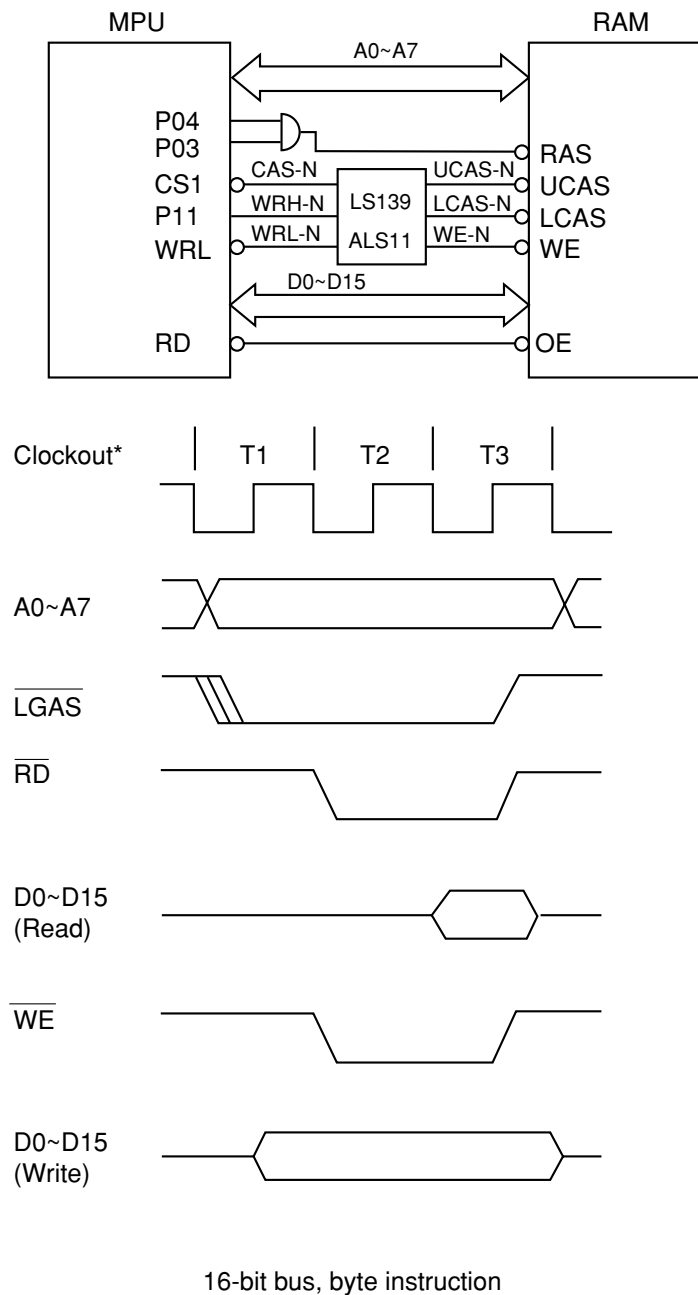 MPU RAM
A0~A7
P04
P03
RAS
CS1 CAS-N UCAS-N UCAS
P11 WRH-N LS139 LCAS-N LCAS
WRL WRL-N ALS11 WE-N WE
D0~D15
RD OE
Clockout* T1 T2 T3
A0~A7
LGAS
RD
D0~D15
(Read)
WE
D0~D15
(Write)
16-bit bus, byte instruction